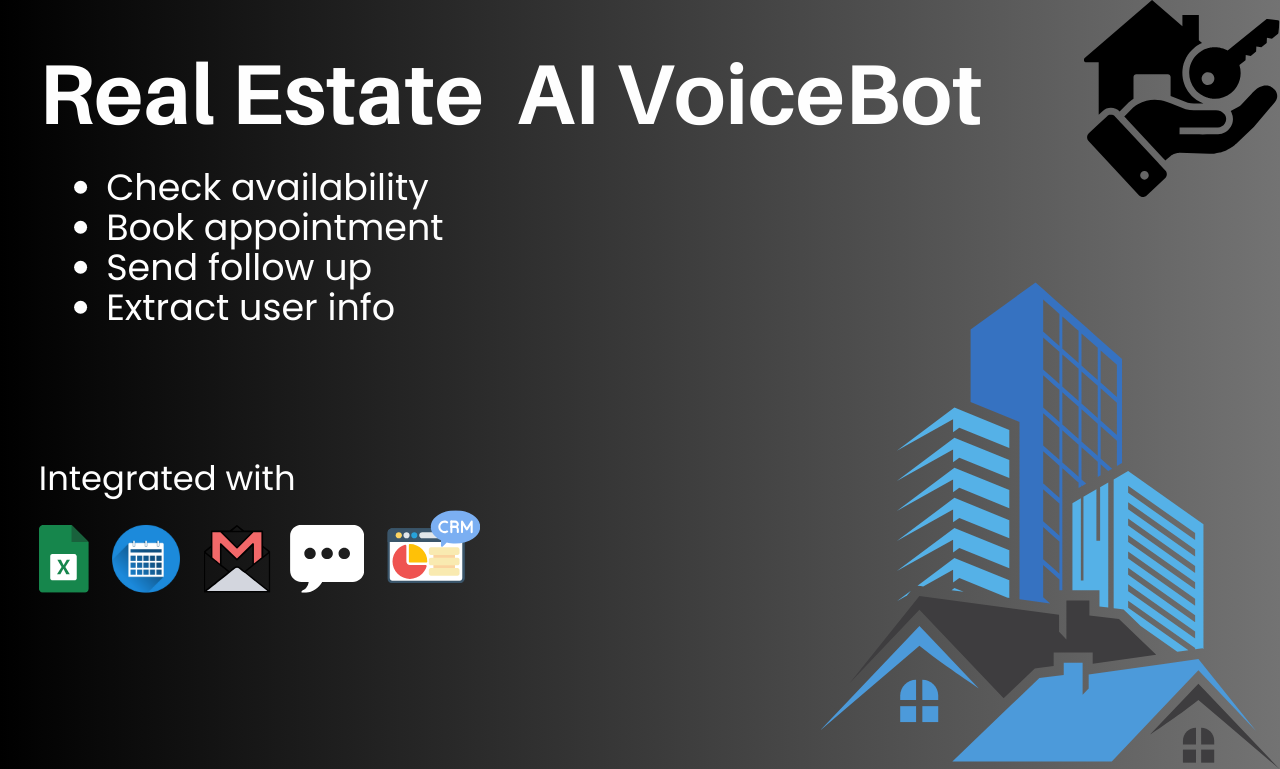 Real Estate AI VoiceBot
Check availability
Book appointment
Send follow up
Extract user info
Integrated with
X
CRM